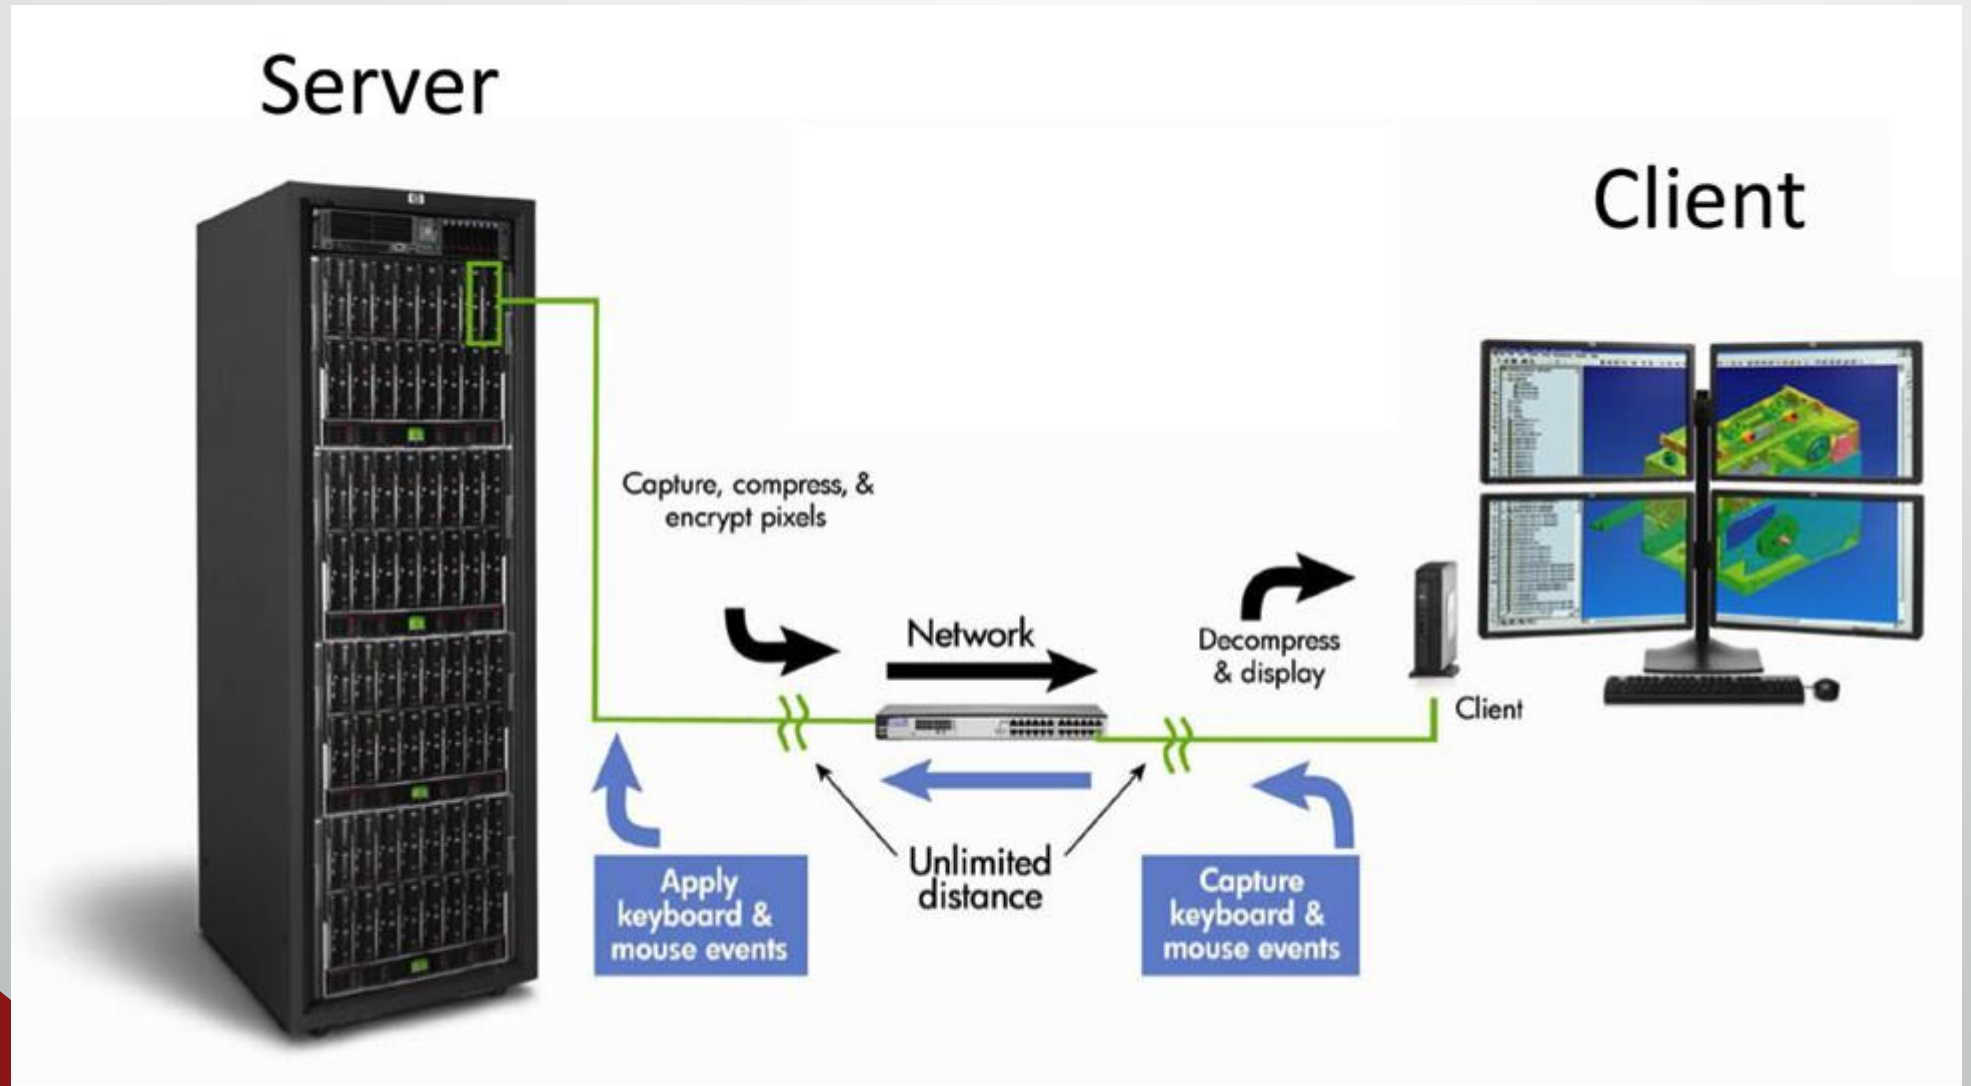 Server
Client
Capture, compress, &
encrypt pixels
Network
Decompress
& display
Client
Unlimited
distance
Apply
keyboard &
mouse events
Capture
keyboard &
mouse events